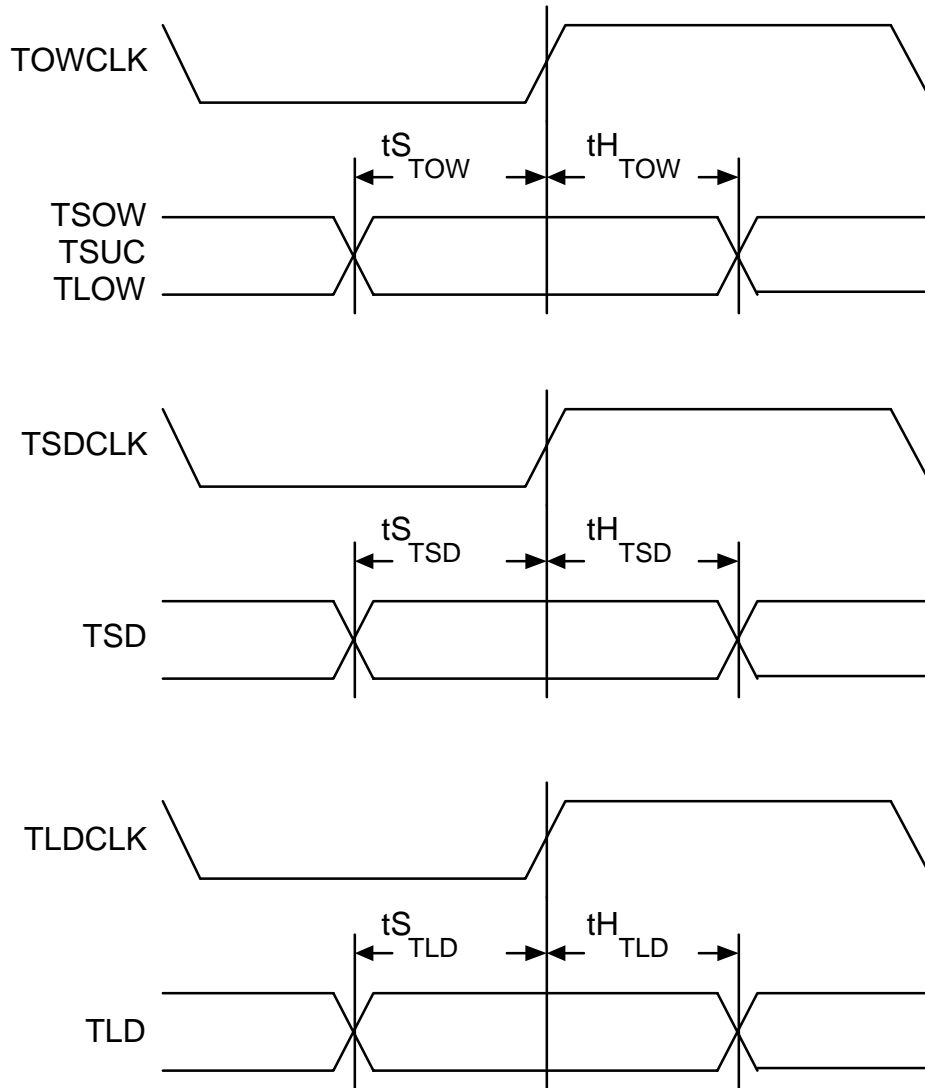 TOWCLK
tS TOW tH TOW
TSOW
TSUC
TLOW
TSDCLK
tS TSD tH TSD
TSD
TLDCLK
tS TLD tH TLD
TLD